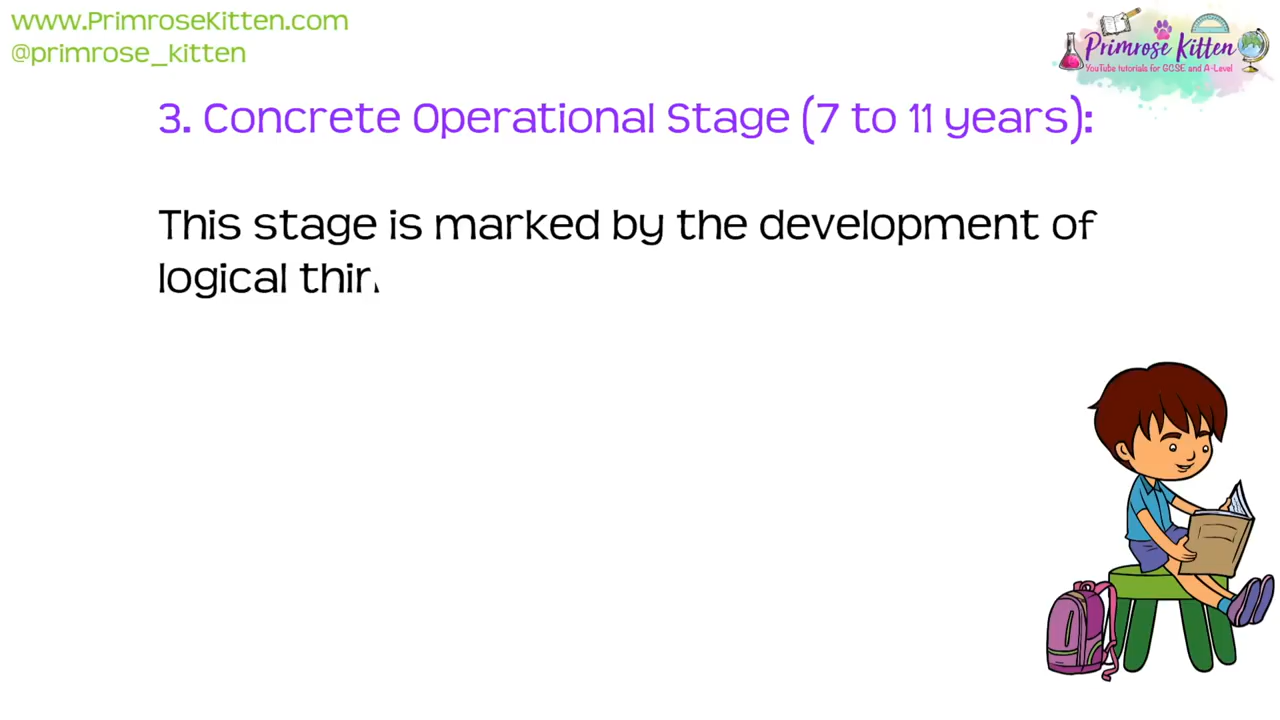 www.PrimroseKitten.com
@primrose_kitten
Primrose Kitten
YouTube tutorials for GCSE and A-Level
3. Concrete Operational Stage (7 to 11 years):
This stage is marked by the development of
logical